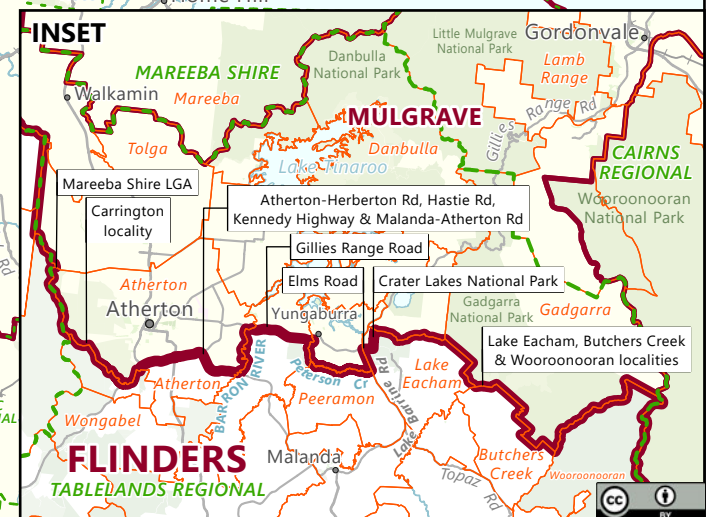 INSET
Gordonvale
Little Mulgrave
National Park
Danbulla
National Park
Lamb
Range
MAREEBA SHIRE
Walkamin
Mareeba
Gillies Range Rd
MULGRAVE
Tolga
Danbulla
Lake Tinaroo
CAIRNS
REGIONAL
Mareeba Shire LGA
Wooroonooran
National Park
Carrington
locality
Atherton-Herberton Rd, Hastie Rd,
Kennedy Highway & Malanda-Atherton Rd
Gillies Range Road
Rd
Elms Road
Crater Lakes National Park
Atherton
Atherton
Yungaburra
Gadgarra
National Park
Gadgarra
Lake Eacham, Butchers Creek
& Wooroonooran localities
Atherton
BARRON RIVER
Peterson Cr
Lake
Eacham
Peeramon
Lake Barrine Rd
Wongabel
FLINDERS
Malanda
Butchers
Creek
Wooroonooran
Topaz Rd
TABLELANDS REGIONAL
cc
BY